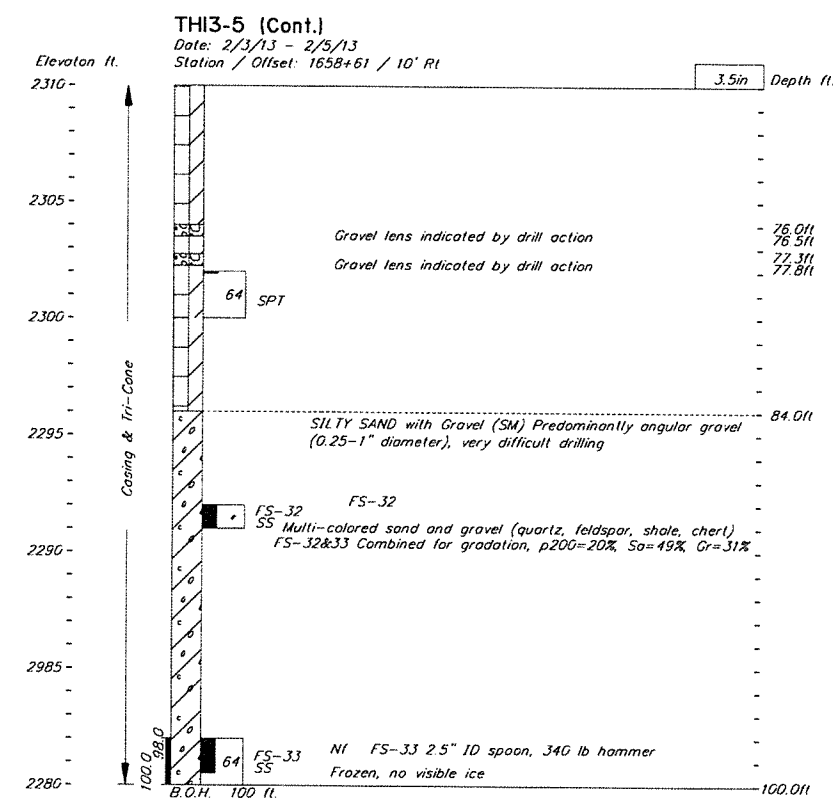 THI3-5 (Cont.)
Date: 2/3/13 - 2/5/13
Station / Offset: 1658+61 / 10' Rt
Elevaton ft.
3.5in Depth ft.
2310
2305
Gravel lens indicated by drill action
76.0ft
76.5ft
Gravel lens indicated by drill action
77.3ft
77.8ft
64 SPT
2300
Casing & Tri-Cone
84.0ft
SILTY SAND with Gravel (SM) Predominantly angular gravel
(0.25-1" diameter), very difficult drilling
2295
FS-32 FS-32
SS Multi-colored sand and gravel (quartz, feldspar, shale, chert)
FS-32&33 Combined for gradation, p200=20%, Sa=49%, Gr=31%
2290
2985
98.0
100.0
64 FS-33 Nf FS-33 2.5" ID spoon, 340 lb hammer
SS Frozen, no visible ice
2280
100.0ft
B.O.H. 100 ft.